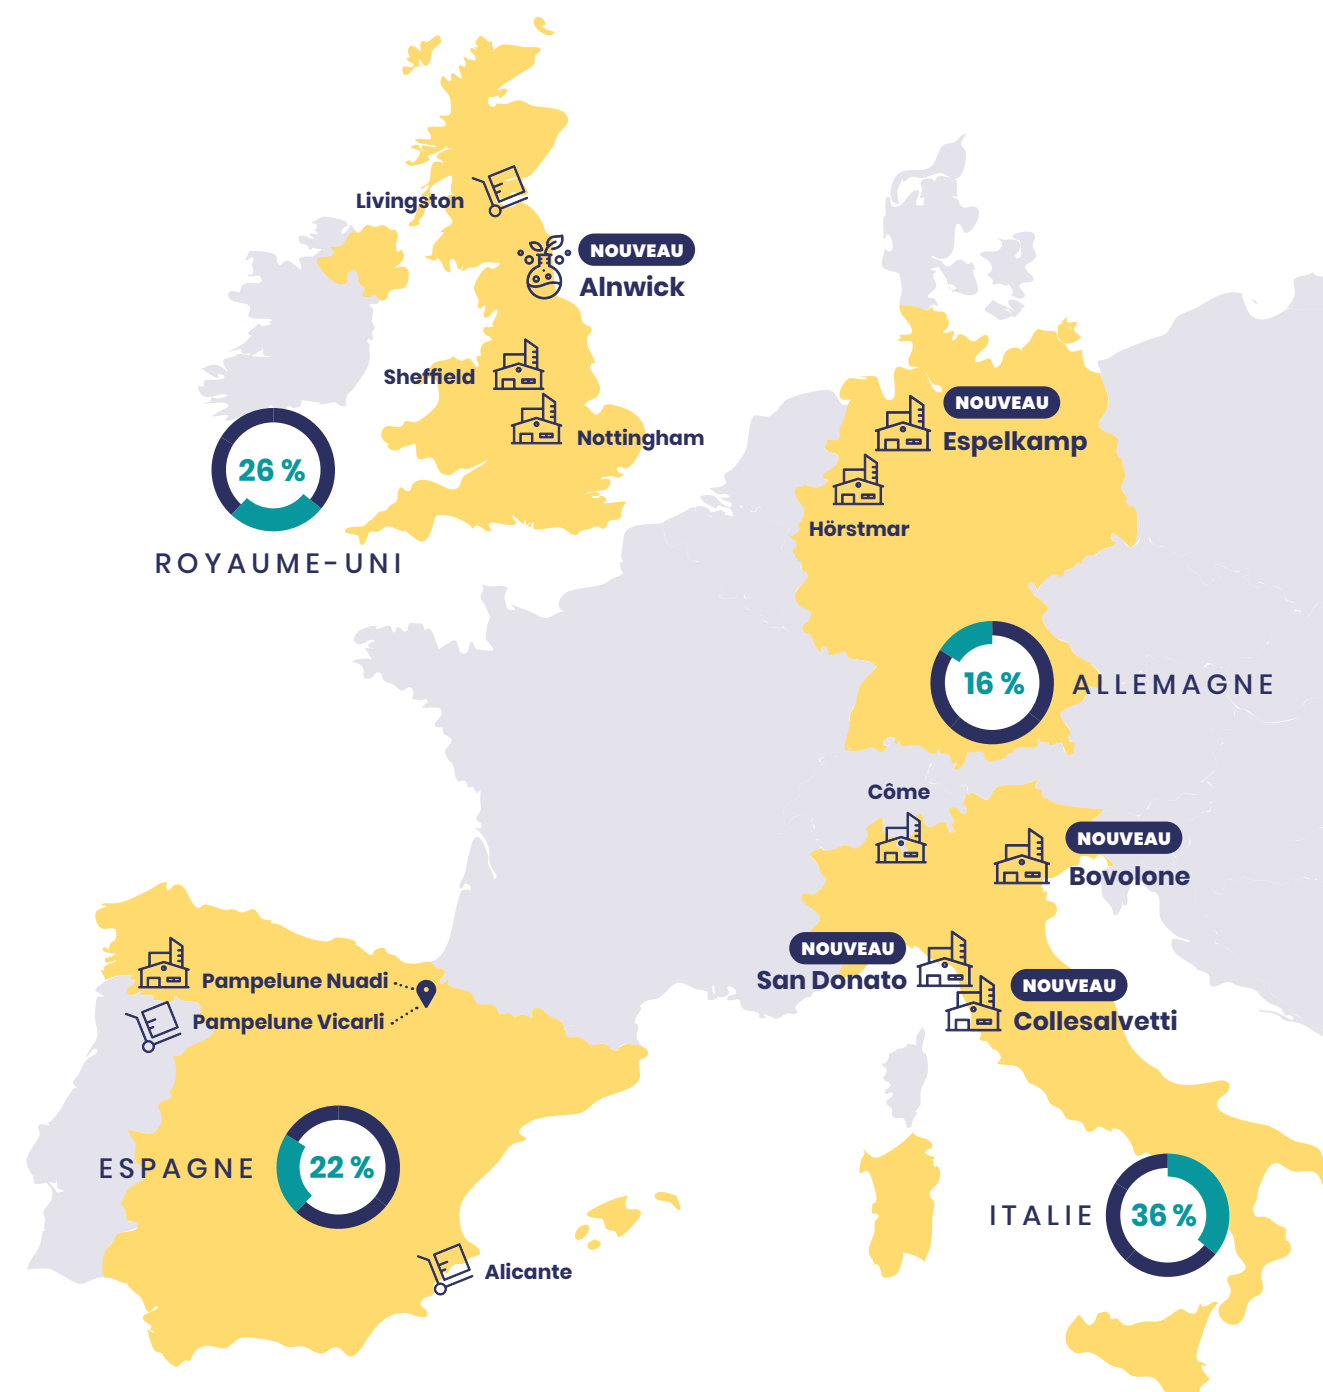 Livingston
NOUVEAU
Alnwick
Sheffield
Nottingham
26 %
ROYAUME-UNI
NOUVEAU
Espelkamp
Hörstmar
16 %
ALLEMAGNE
Côme
NOUVEAU
Bovolone
NOUVEAU
San Donato
NOUVEAU
Collesalvetti
Pampelune Nuadi
Pampelune Vicarli
ESPAGNE
22 %
Alicante
ITALIE
36 %